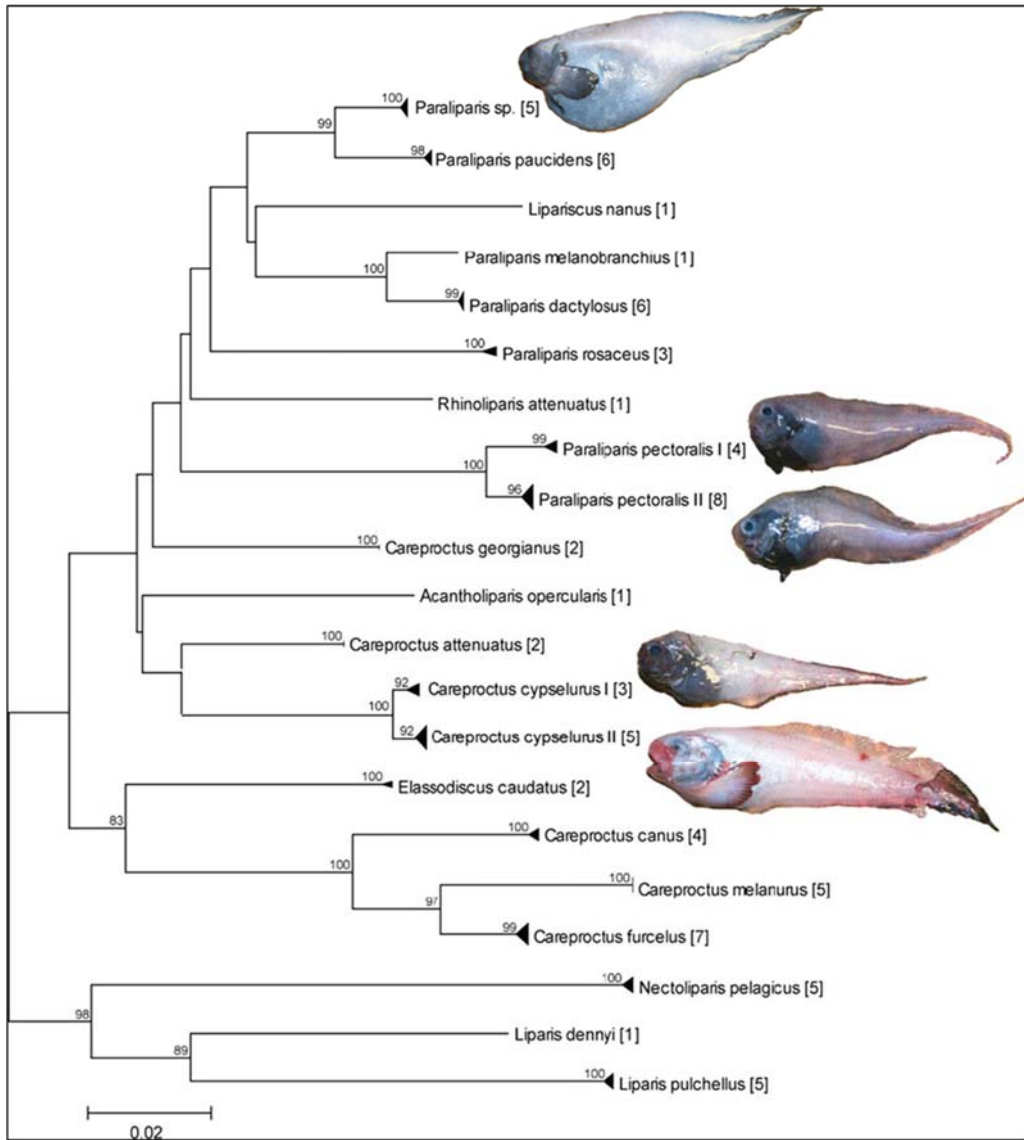 100
Paraliparis sp. [5]
99
98
Paraliparis paucidens [6]
Lipariscus nanus [1]
Paraliparis melanobranchius [1]
100
99
Paraliparis dactylosus [6]
100
Paraliparis rosaceus [3]
Rhinoliparis attenuatus [1]
99
Paraliparis pectoralis I [4]
100
96
Paraliparis pectoralis II [8]
100
Careproctus georgianus [2]
Acantholiparis opercularis [1]
100
Careproctus attenuatus [2]
92
Careproctus cypselurus I [3]
100
92
Careproctus cypselurus II [5]
100
Elassodiscus caudatus [2]
83
100
Careproctus canus [4]
100
100
Careproctus melanurus [5]
97
99
Careproctus furcelus [7]
100
Nectoliparis pelagicus [5]
98
Liparis dennyi [1]
89
100
Liparis pulchellus [5]
0.02